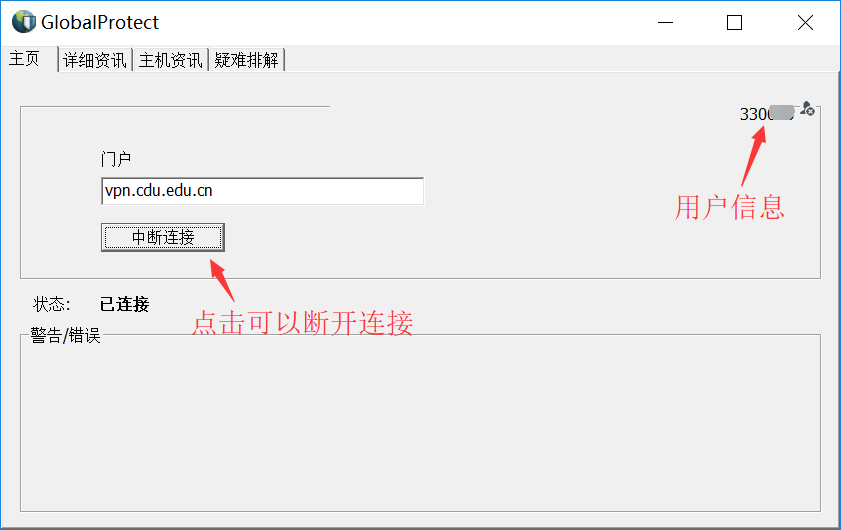 GlobalProtect
主页 详细资讯 主机资讯 疑难排解
330
门户
vpn.cdu.edu.cn
用户信息
中断连接
状态: 已连接
点击可以断开连接
警告/错误